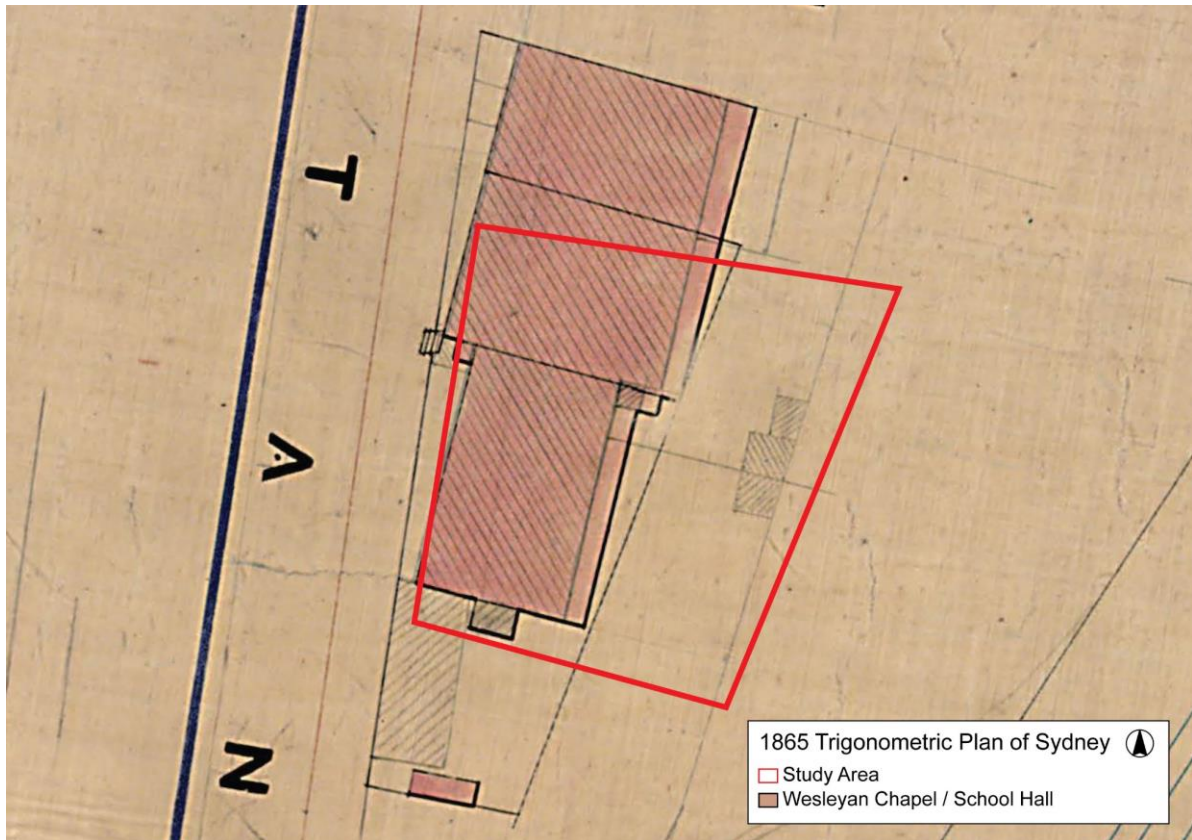 T
A
N
1865 Trigonometric Plan of Sydney
Study Area
Wesleyan Chapel / School Hall